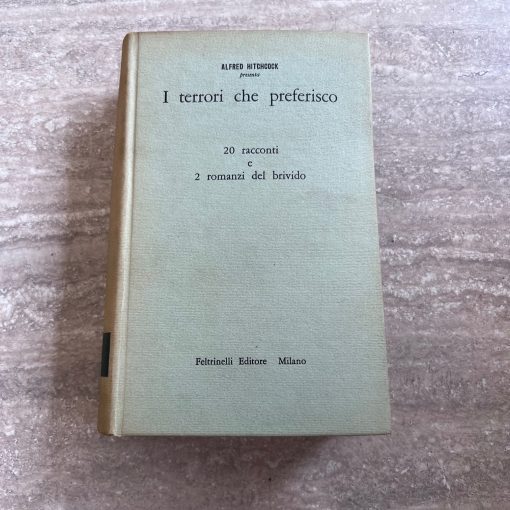 ALFRED HITCHCOCK
presenta
I terrori che preferisco
20 racconti
e
2 romanzi del brivido
Feltrinelli Editore Milano